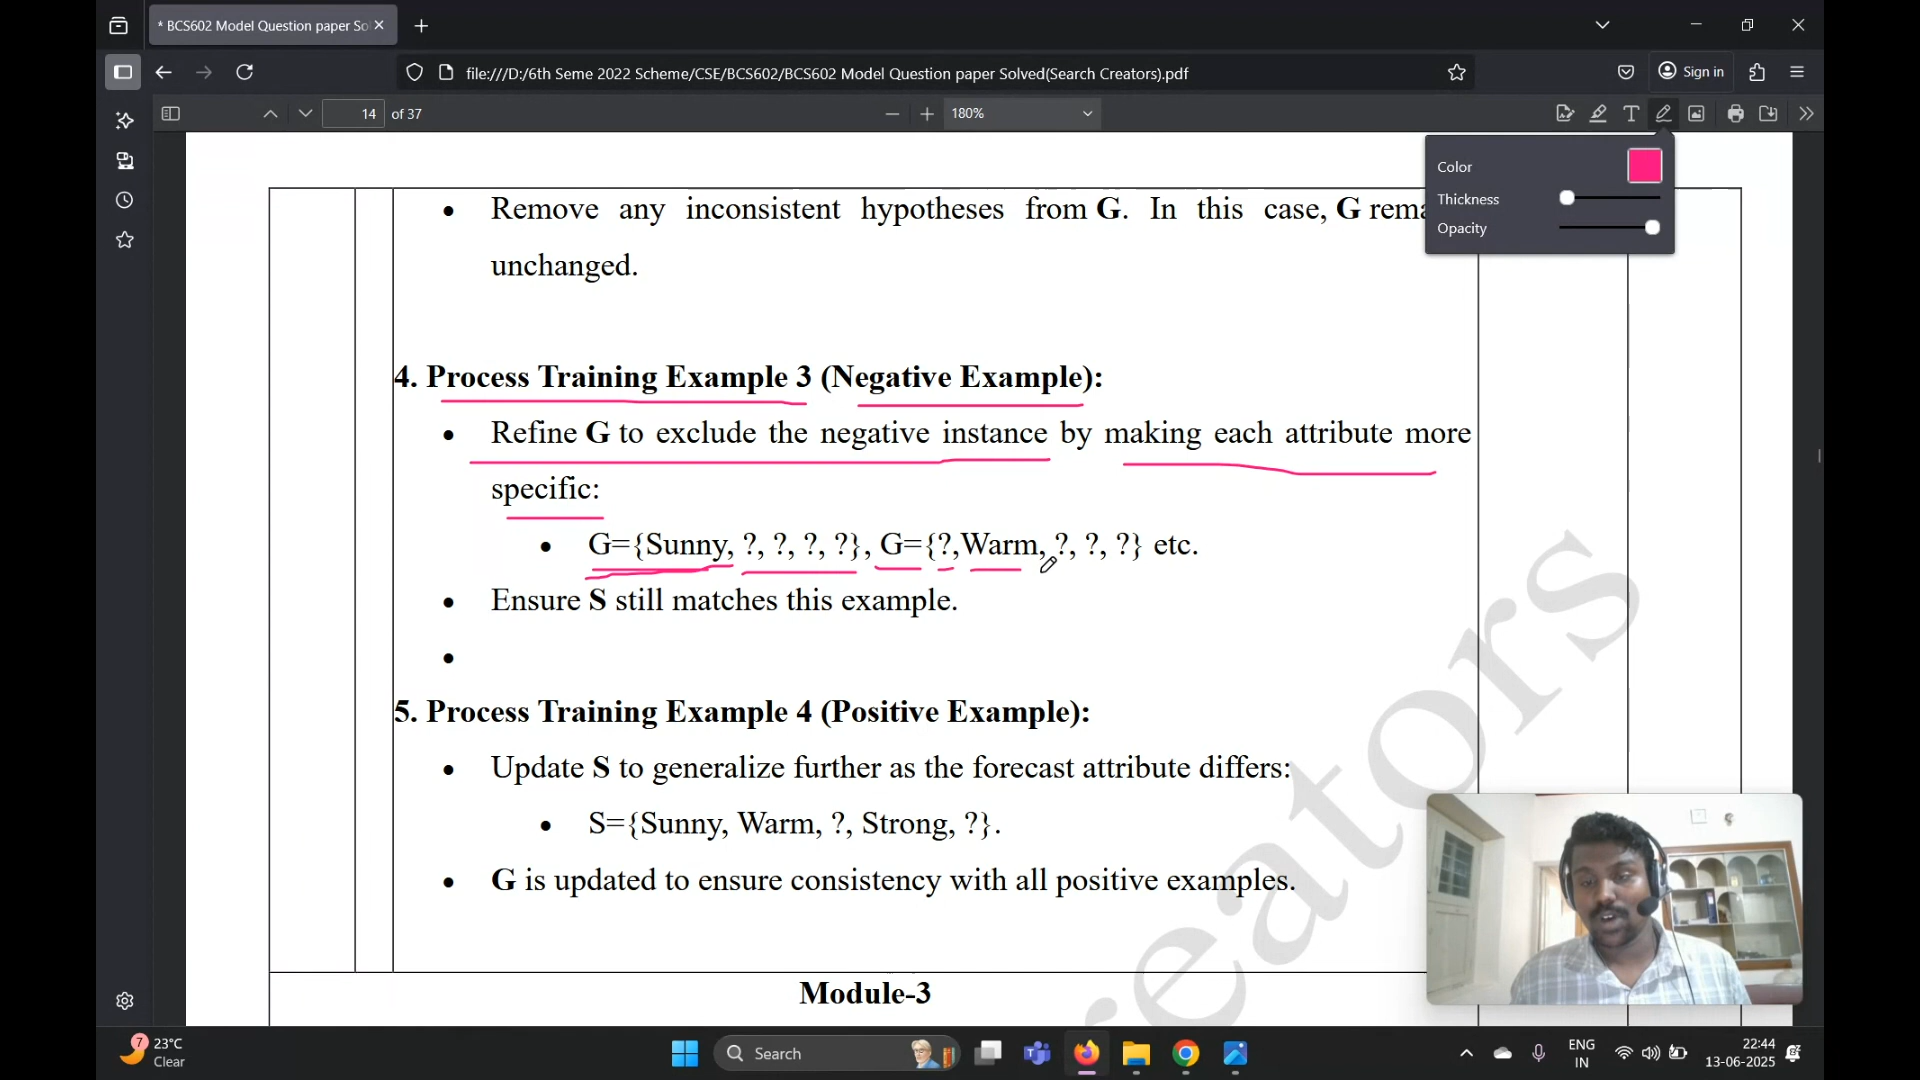 * BCS602 Model Question paper So
file:///D:/6th Seme 2022 Scheme/CSE/BCS602/BCS602 Model Question paper Solved(Search Creators).pdf
Sign in
14 of 37
180%
Color
Thickness
Opacity
• Remove any inconsistent hypotheses from G. In this case, G rema
unchanged.
4. Process Training Example 3 (Negative Example):
• Refine G to exclude the negative instance by making each attribute more
specific:
• G={Sunny, ?, ?, ?, ?}, G={?,Warm, ?, ?, ?} etc.
• Ensure S still matches this example.
•
5. Process Training Example 4 (Positive Example):
• Update S to generalize further as the forecast attribute differs:
• S={Sunny, Warm, ?, Strong, ?}.
• G is updated to ensure consistency with all positive examples.
Module-3
eators
7
23°C
Clear
Search
ENG
IN
22:44
13-06-2025